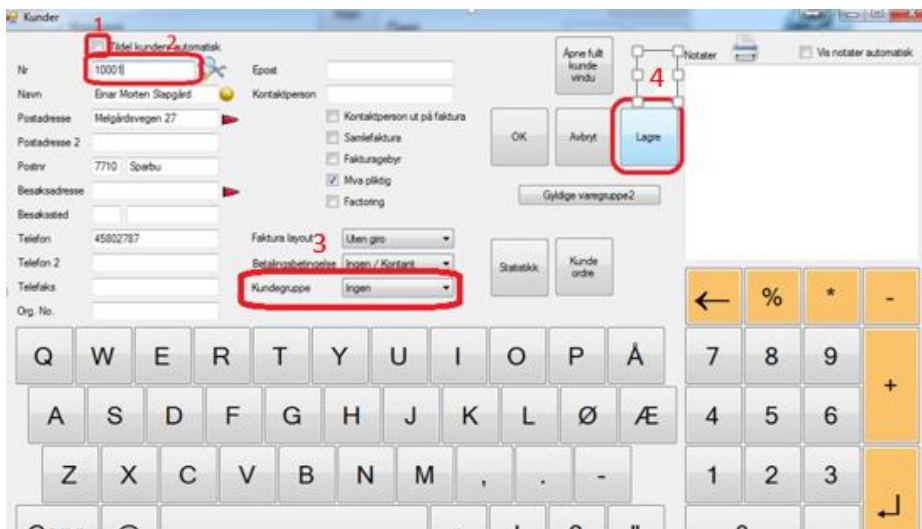 Kunder
1
Tildel kundenr automatisk
2
Nr 10001
Navn Einar Morten Slapgård
Postadresse Melgårdsvegen 27
Postadresse 2
Postnr 7710 Sparbu
Besøksadresse
Besøkssted
Telefon 45802787
Telefon 2
Telefaks
Org. No.
Epost
Kontaktperson
Kontaktperson ut på faktura
Samlefaktura
Fakturagebyr
Mva pliktig
Factoring
Faktura layout Uten giro
3
Betalingsbetingelse Ingen / Kontant
Kundegruppe Ingen
Åpne fullt
kunde
vindu
4
OK Avbryt Lagre
Gyldige varegruppe2
Statistikk
Kunde
ordre
Notater
Vis notater automatisk
← % * -
Q W E R T Y U I O P Å
7 8 9
+
A S D F G H J K L Ø Æ
4 5 6
Z X C V B N M , . -
1 2 3